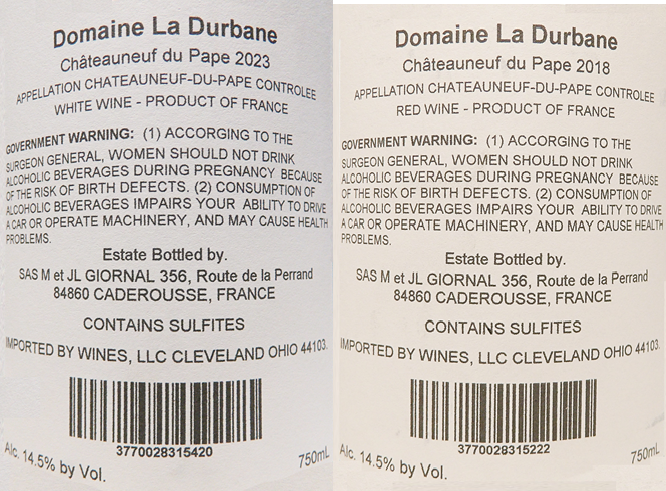 Domaine La Durbane
Châteauneuf du Pape 2023
APPELLATION CHATEAUNEUF-DU-PAPE CONTROLEE
WHITE WINE - PRODUCT OF FRANCE
GOVERNMENT WARNING: (1) ACCORGING TO THE
SURGEON GENERAL, WOMEN SHOULD NOT DRINK
ALCOHOLIC BEVERAGES DURING PREGNANCY BECAUSE
OF THE RISK OF BIRTH DEFECTS. (2) CONSUMPTION OF
ALCOHOLIC BEVERAGES IMPAIRS YOUR ABILITY TO DRIVE
A CAR OR OPERATE MACHINERY, AND MAY CAUSE HEALTH
PROBLEMS.
Estate Bottled by.
SAS M et JL GIORNAL 356, Route de la Perrand
84860 CADEROUSSE, FRANCE
CONTAINS SULFITES
IMPORTED BY WINES, LLC CLEVELAND OHIO 44103.
3770028315420
Alc. 14.5% by Vol.
750mL
Domaine La Durbane
Châteauneuf du Pape 2018
APPELLATION CHATEAUNEUF-DU-PAPE CONTROLEE
RED WINE - PRODUCT OF FRANCE
GOVERNMENT WARNING: (1) ACCORGING TO THE
SURGEON GENERAL, WOMEN SHOULD NOT DRINK
ALCOHOLIC BEVERAGES DURING PREGNANCY BECAUSE
OF THE RISK OF BIRTH DEFECTS. (2) CONSUMPTION OF
ALCOHOLIC BEVERAGES IMPAIRS YOUR ABILITY TO DRIVE
A CAR OR OPERATE MACHINERY, AND MAY CAUSE HEALTH
PROBLEMS.
Estate Bottled by.
SAS M et JL GIORNAL 356, Route de la Perrand
84860 CADEROUSSE, FRANCE
CONTAINS SULFITES
IMPORTED BY WINES, LLC CLEVELAND OHIO 44103.
3770028315222
Alc. 14.5% by Vol.
750mL